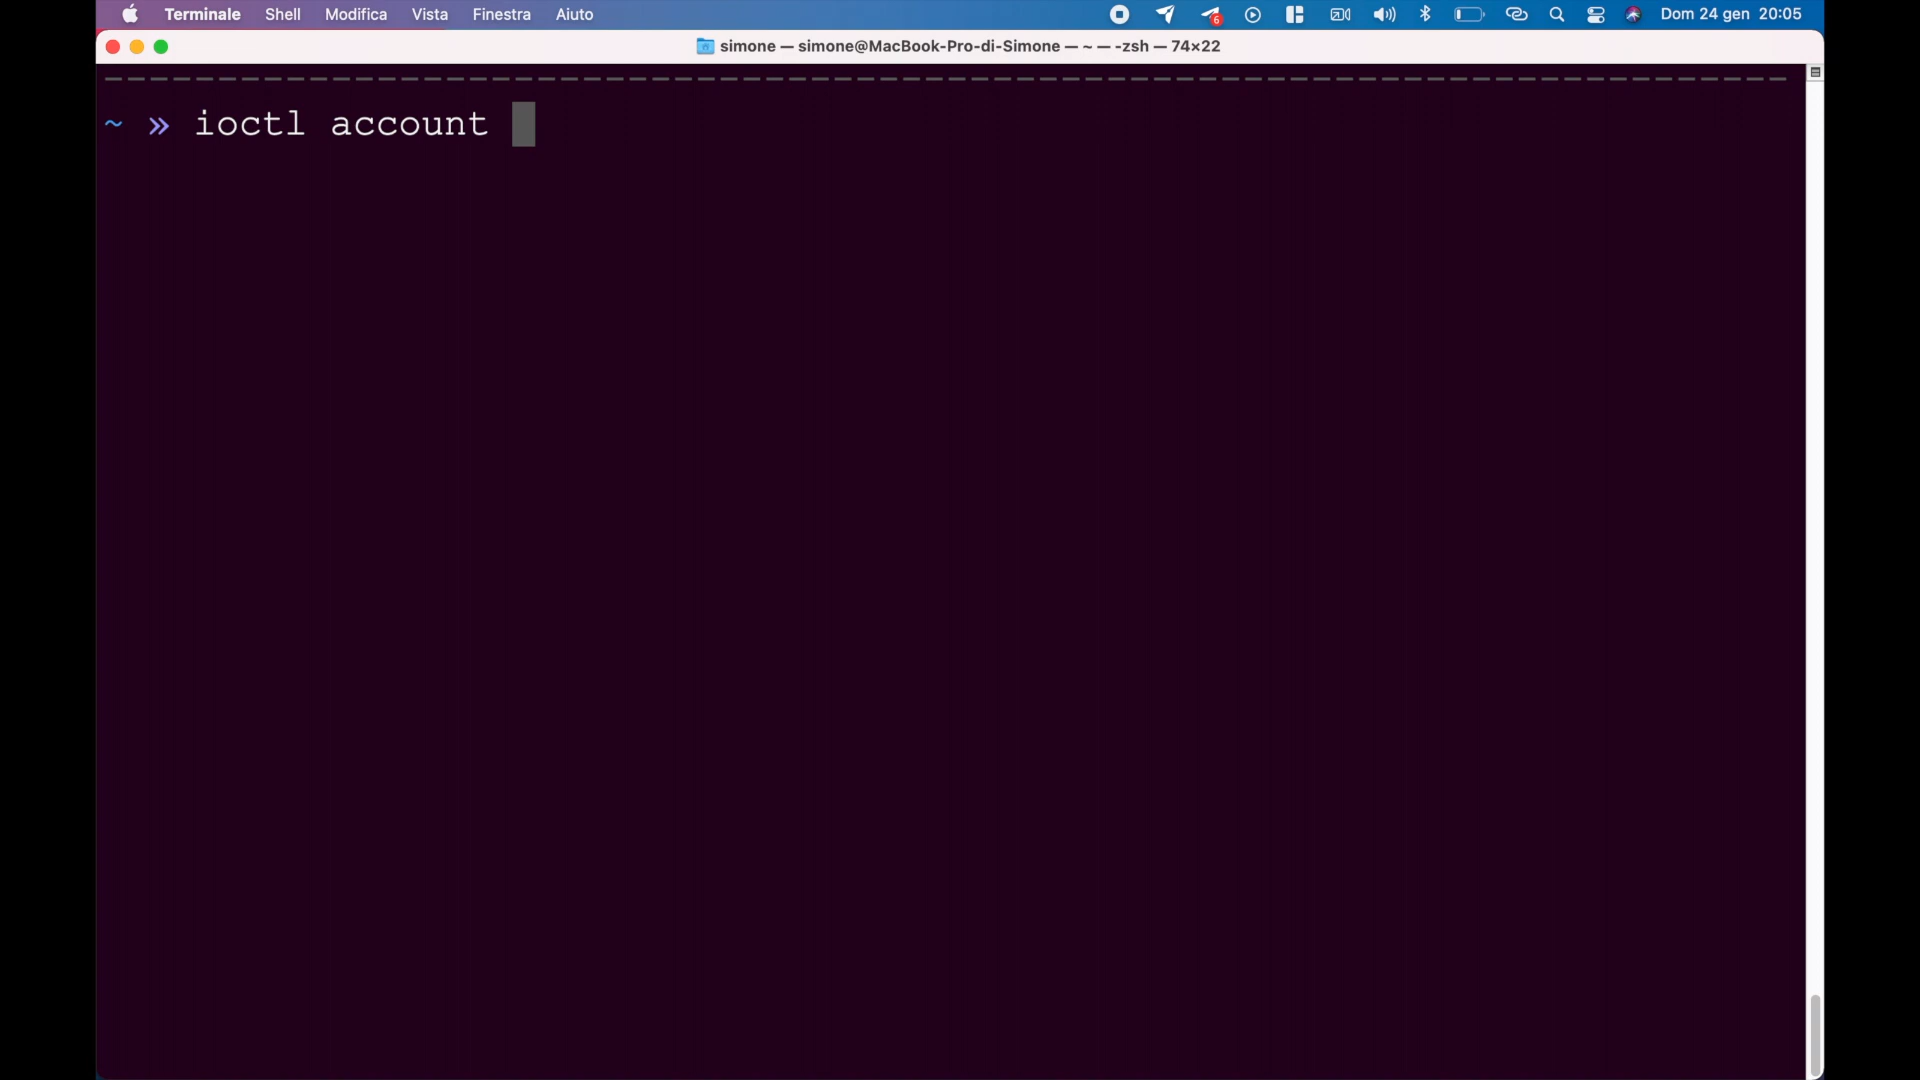 Terminale Shell Modifica Vista Finestra Aiuto 6 Dom 24 gen 20:05
simone — simone@MacBook-Pro-di-Simone — ~ — -zsh — 74×22
~ » ioctl account